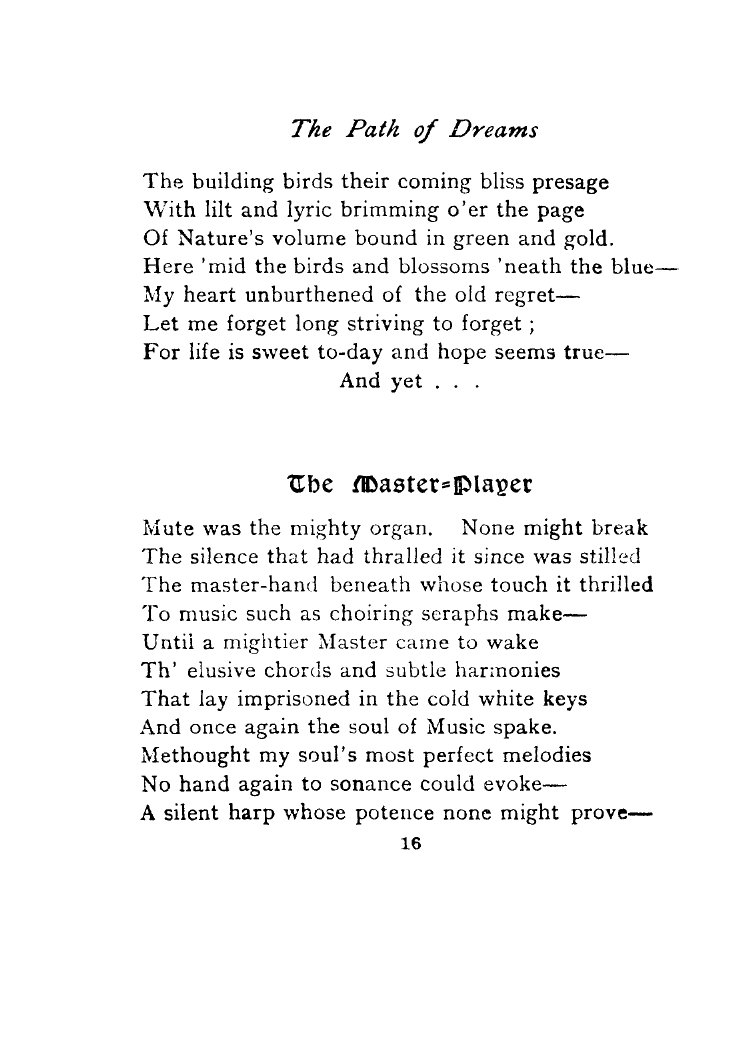 The Path of Dreams
The building birds their coming bliss presage
With lilt and lyric brimming o'er the page
Of Nature's volume bound in green and gold.
Here 'mid the birds and blossoms 'neath the blue—
My heart unburthened of the old regret—
Let me forget long striving to forget ;
For life is sweet to-day and hope seems true—
And yet . . .
The Master-Player
Mute was the mighty organ. None might break
The silence that had thralled it since was stilled
The master-hand beneath whose touch it thrilled
To music such as choiring seraphs make—
Until a mightier Master came to wake
Th' elusive chords and subtle harmonies
That lay imprisoned in the cold white keys
And once again the soul of Music spake.
Methought my soul's most perfect melodies
No hand again to sonance could evoke—
A silent harp whose potence none might prove—
16